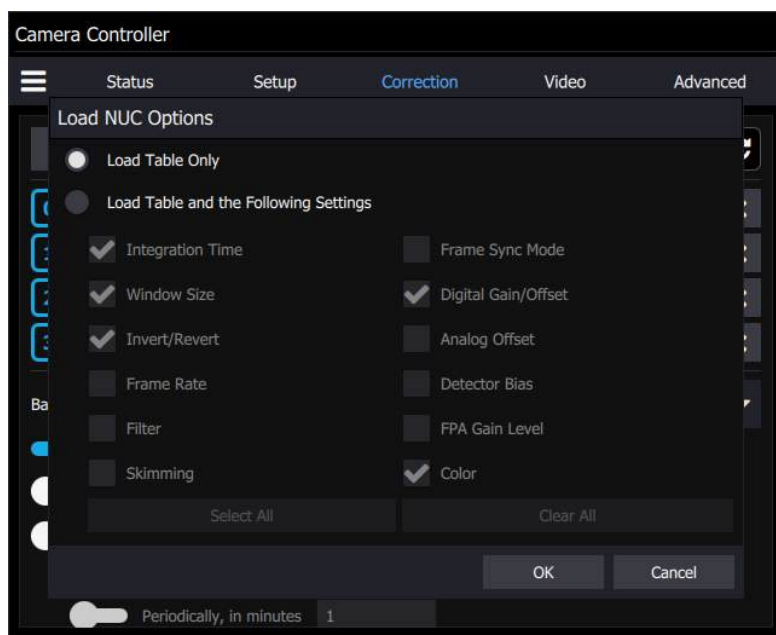 Camera Controller
Status Setup Correction Video Advanced
Load NUC Options
Load Table Only
Load Table and the Following Settings
Integration Time Frame Sync Mode
Window Size Digital Gain/Offset
Invert/Revert Analog Offset
Frame Rate Detector Bias
Filter FPA Gain Level
Skimming Color
Select All Clear All
OK Cancel
Periodically, in minutes 1